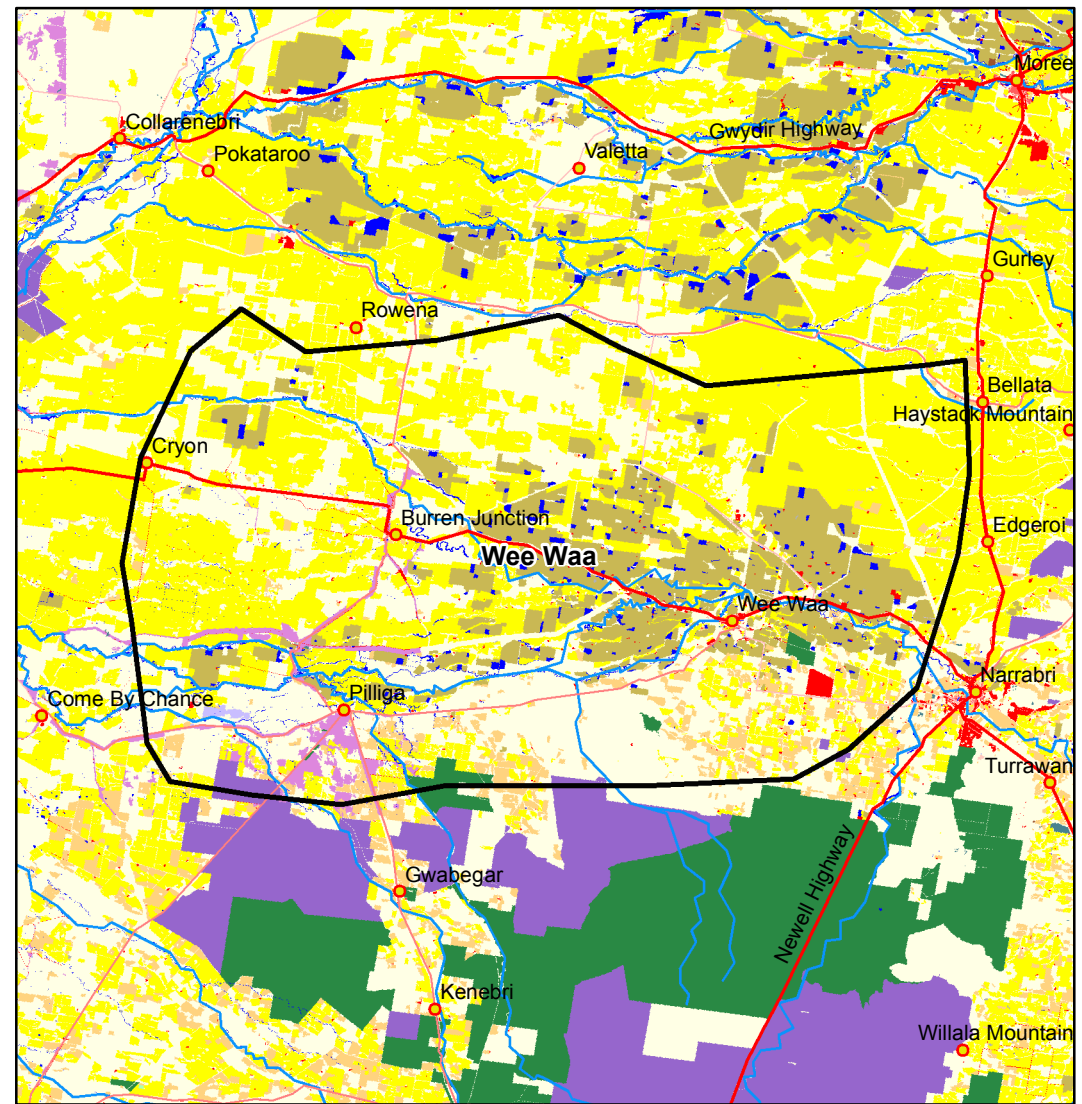 Moree
Collarenebri
Gwydir Highway
Pokataroo
Valetta
Gurley
Rowena
Bellata
Haystack Mountain
Cryon
Burren Junction
Edgeroi
Wee Waa
Wee Waa
Narrabri
Pilliga
Come By Chance
Turrawan
Newell Highway
Gwabegar
Kenebri
Willala Mountain